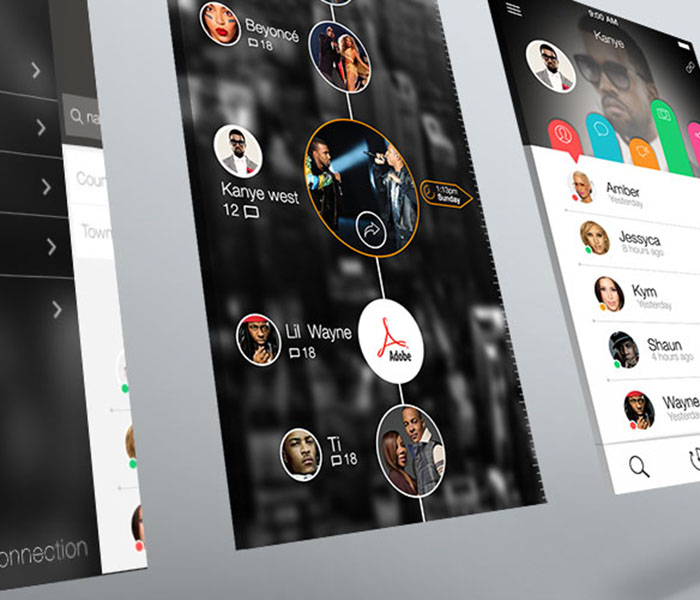 na
Coun
Town
onnection
Beyoncé
18
Kanye west
12
1:13pm
Sunday
Lil Wayne
18
Adobe
Ti
18
9:00 AM
Kanye
Amber
Yesterday
Jessyca
8 hours ago
Kym
Yesterday
Shaun
4 hours ago
Wayne